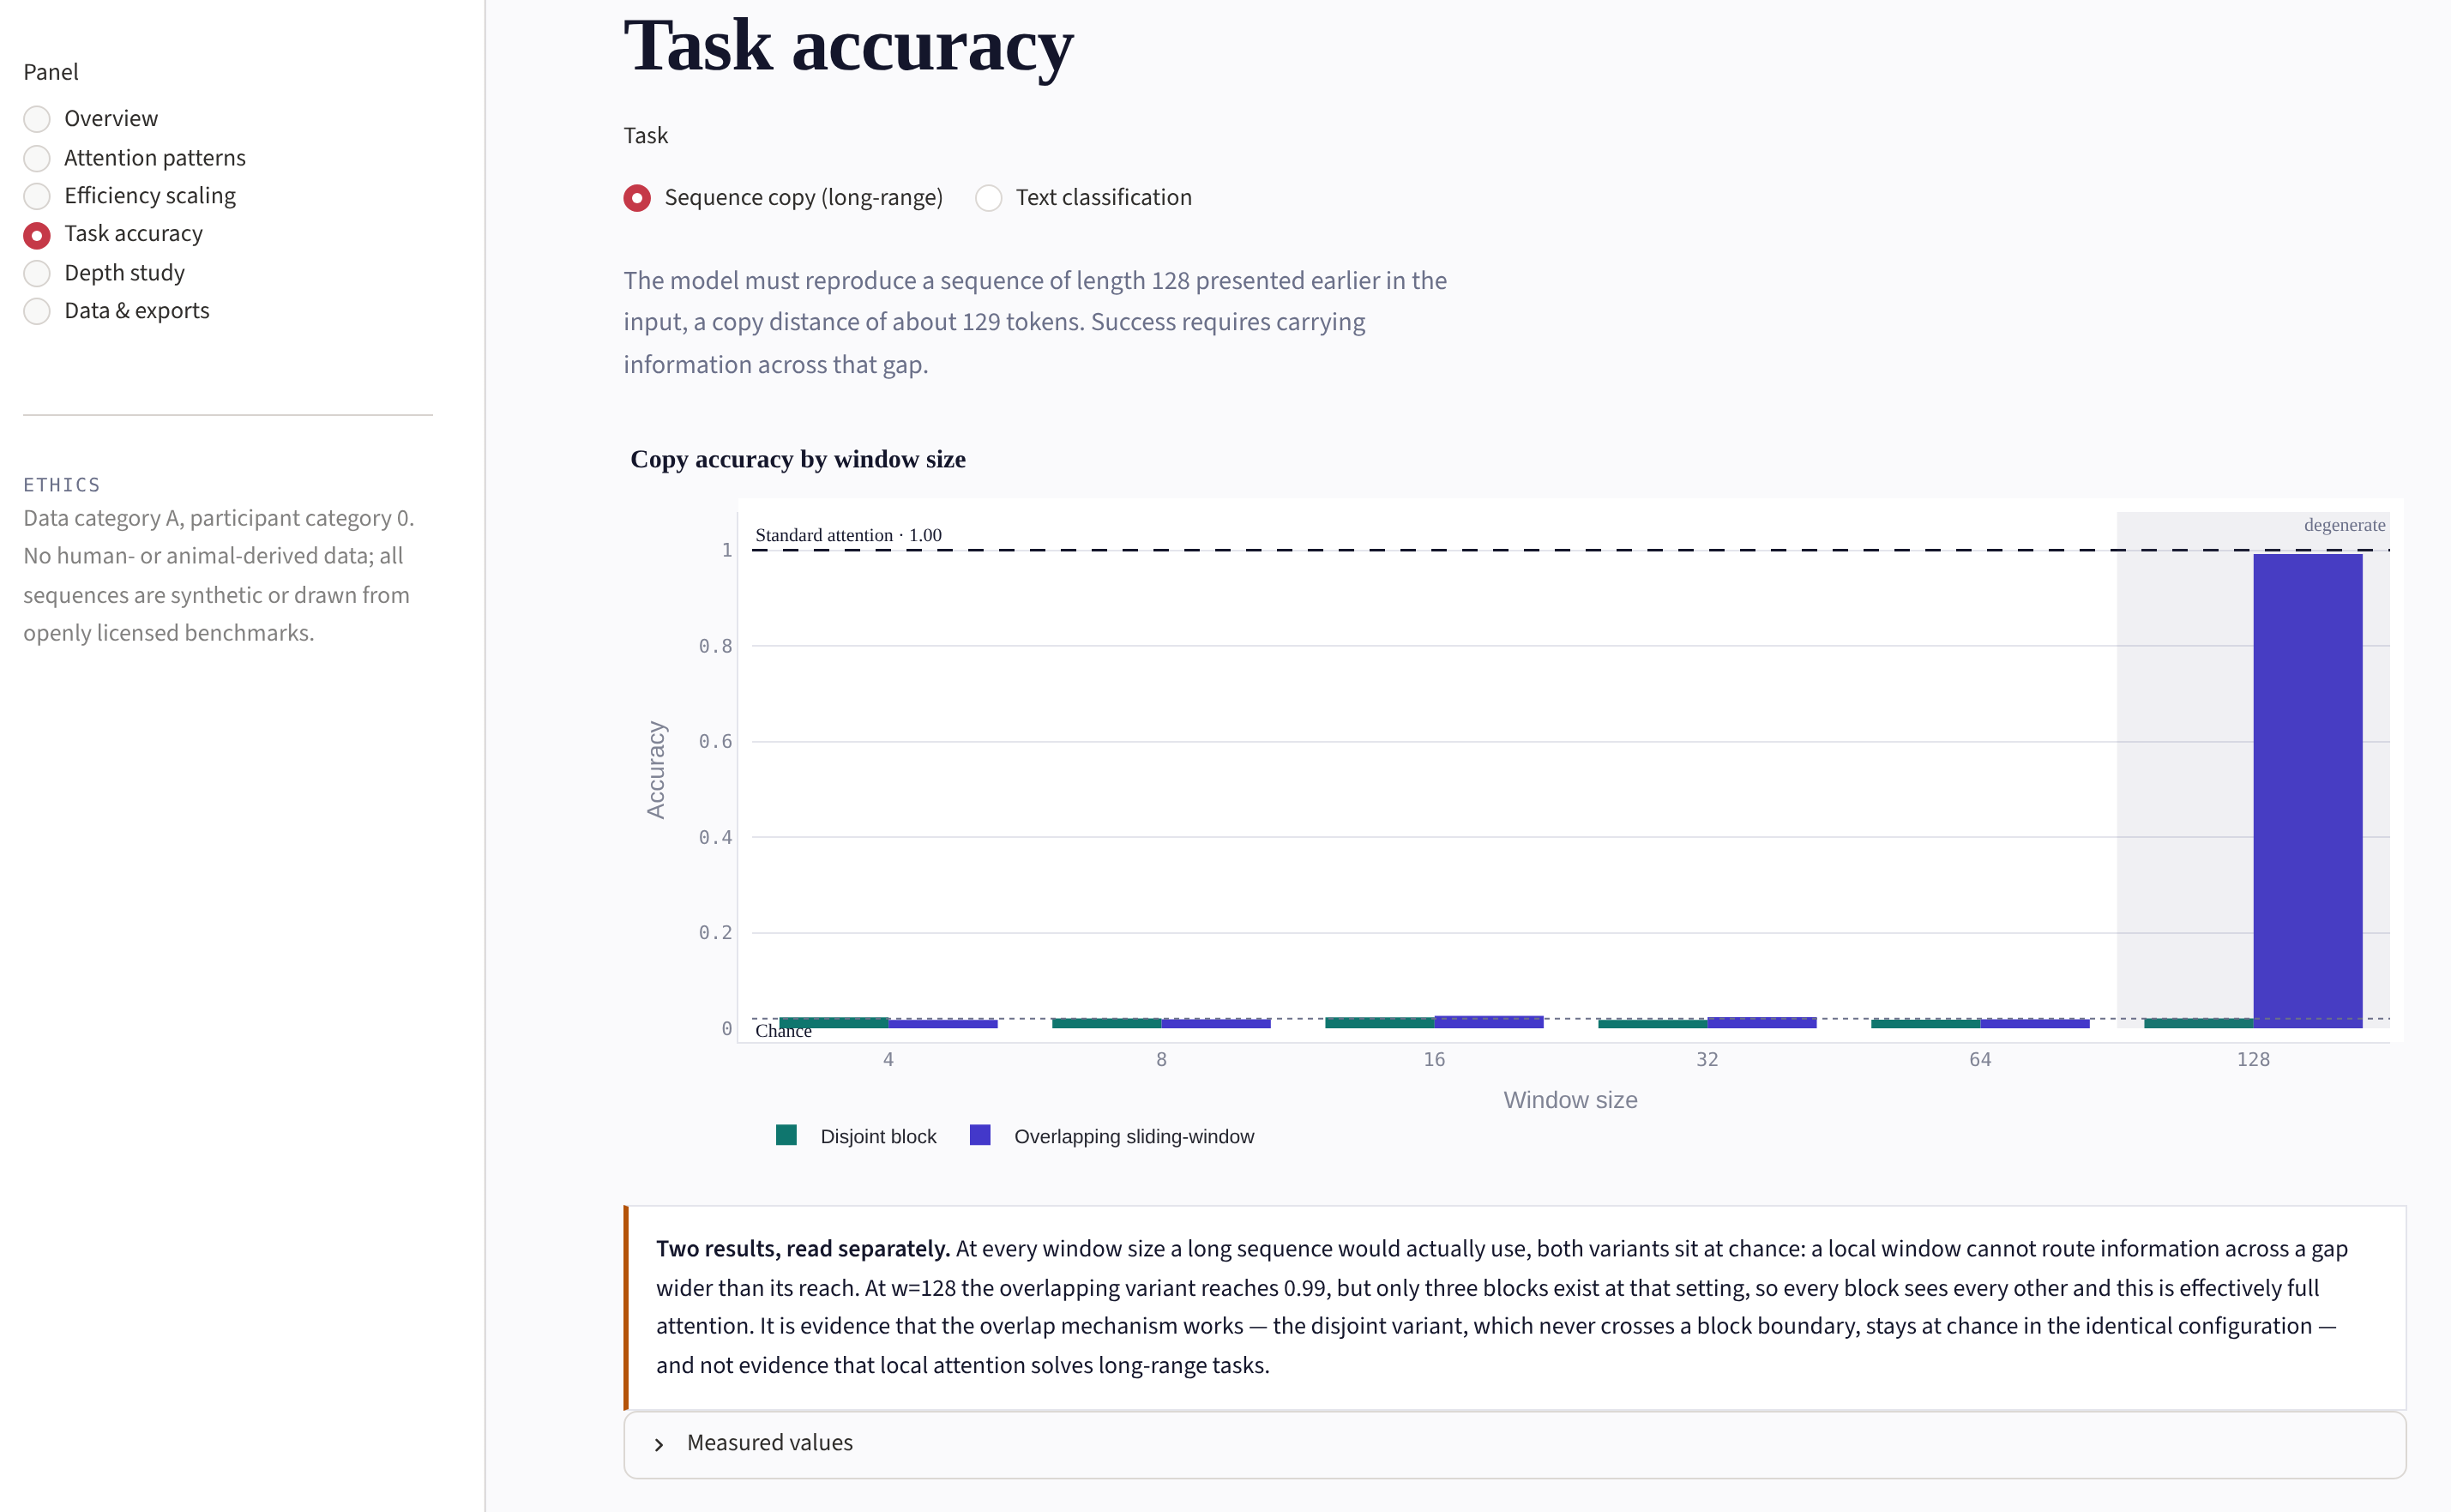 Panel
Overview
Attention patterns
Efficiency scaling
Task accuracy
Depth study
Data & exports
ETHICS
Data category A, participant category 0.
No human- or animal-derived data; all
sequences are synthetic or drawn from
openly licensed benchmarks.
Task accuracy
Task
Sequence copy (long-range)
Text classification
The model must reproduce a sequence of length 128 presented earlier in the
input, a copy distance of about 129 tokens. Success requires carrying
information across that gap.
Copy accuracy by window size
Standard attention · 1.00
degenerate
1
0.8
0.6
0.4
0.2
0
Accuracy
Chance
4
8
16
32
64
128
Window size
Disjoint block
Overlapping sliding-window
Two results, read separately. At every window size a long sequence would actually use, both variants sit at chance: a local window cannot route information across a gap
wider than its reach. At w=128 the overlapping variant reaches 0.99, but only three blocks exist at that setting, so every block sees every other and this is effectively full
attention. It is evidence that the overlap mechanism works — the disjoint variant, which never crosses a block boundary, stays at chance in the identical configuration —
and not evidence that local attention solves long-range tasks.
Measured values